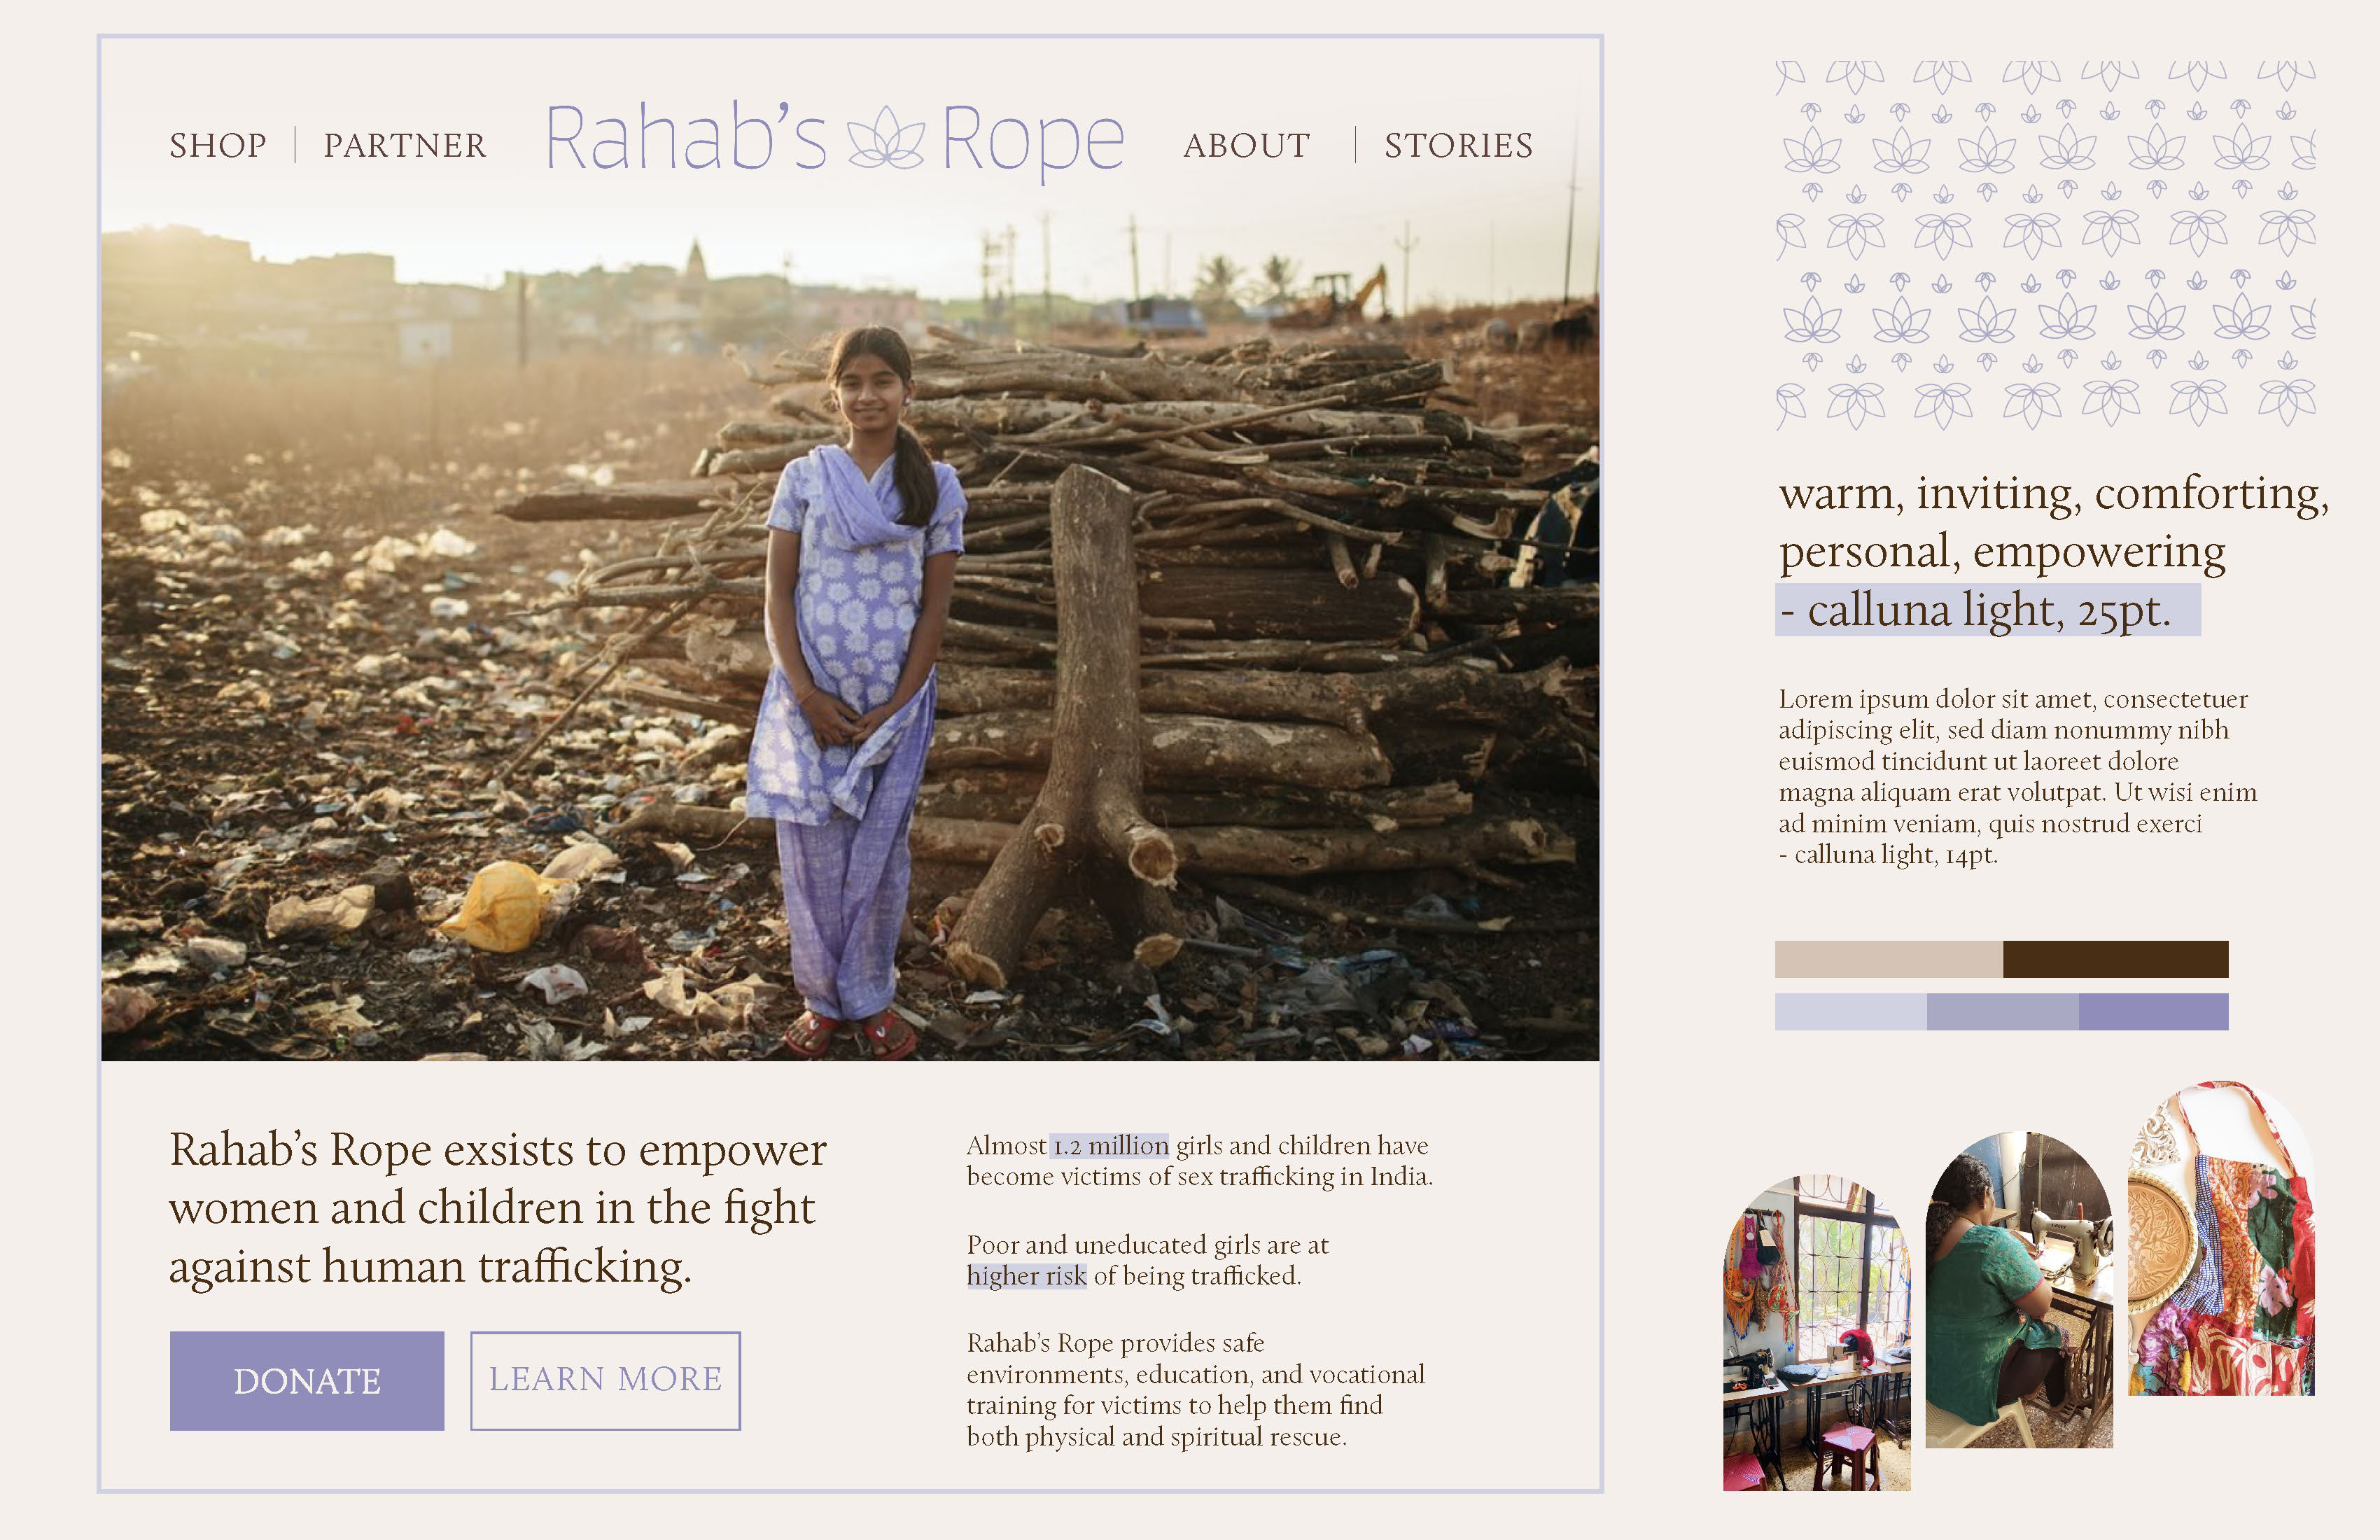 SHOP | PARTNER Rahab's Rope ABOUT | STORIES
Rahab's Rope exsists to empower
women and children in the fight
against human trafficking.
DONATE LEARN MORE
Almost 1.2 million girls and children have
become victims of sex trafficking in India.
Poor and uneducated girls are at
higher risk of being trafficked.
Rahab's Rope provides safe
environments, education, and vocational
training for victims to help them find
both physical and spiritual rescue.
warm, inviting, comforting,
personal, empowering
- calluna light, 25pt.
Lorem ipsum dolor sit amet, consectetuer
adipiscing elit, sed diam nonummy nibh
euismod tincidunt ut laoreet dolore
magna aliquam erat volutpat. Ut wisi enim
ad minim veniam, quis nostrud exerci
- calluna light, 14pt.